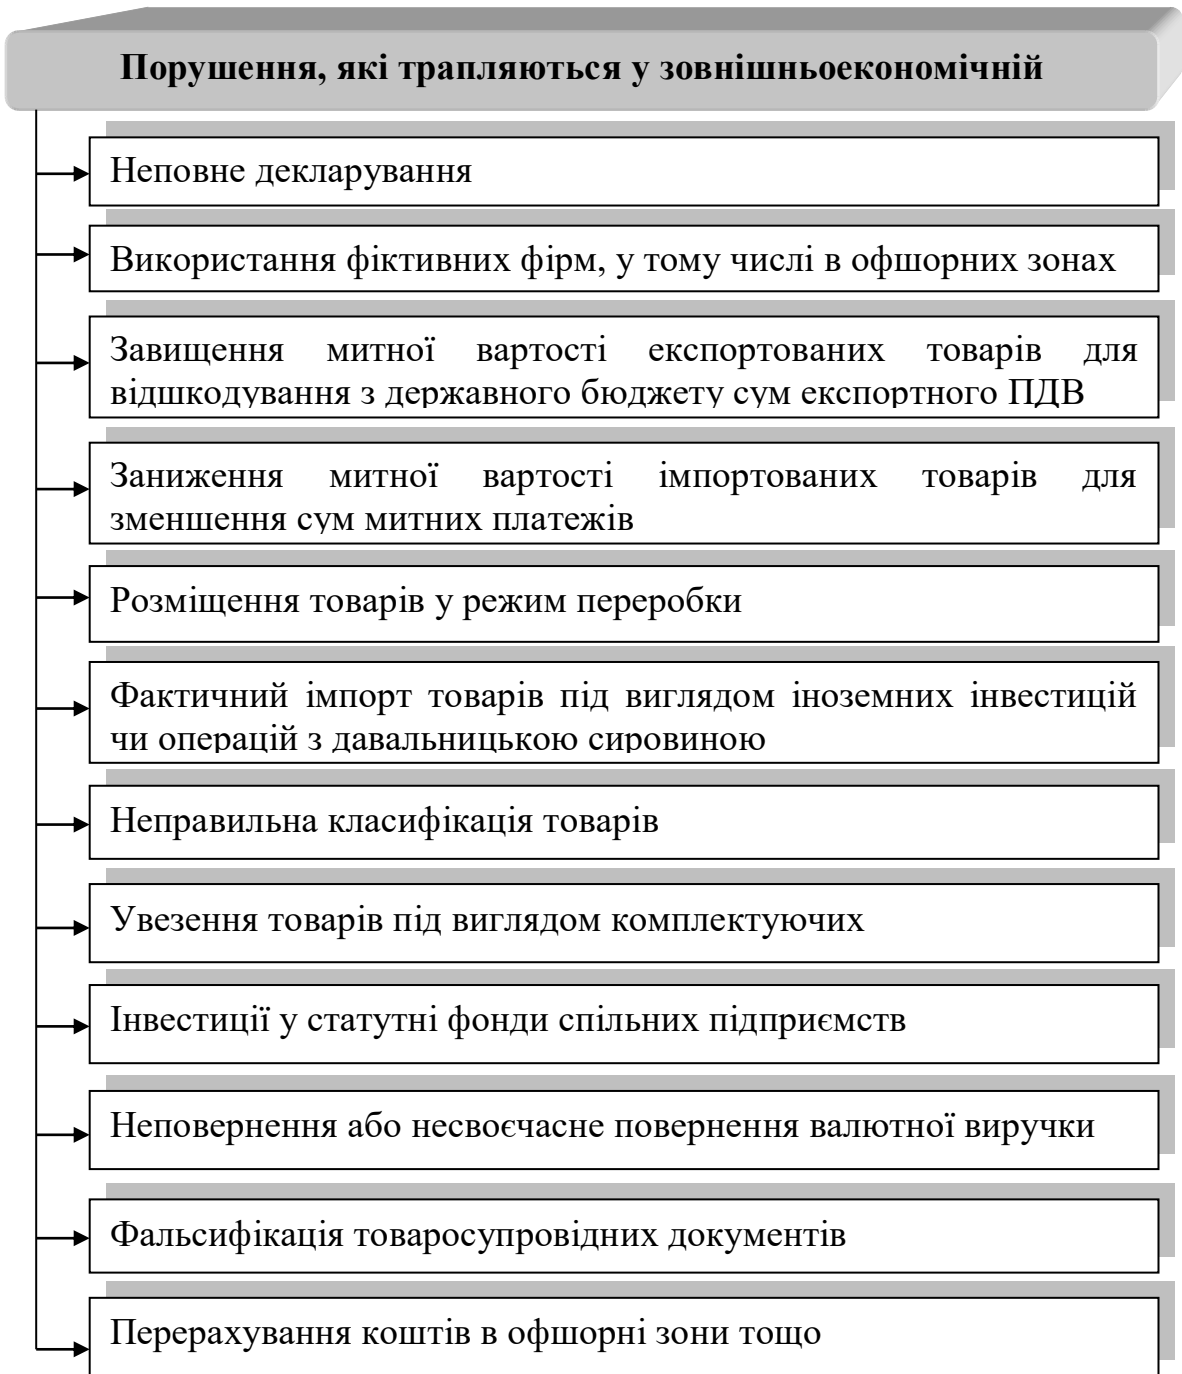 Порушення, які трапляються у зовнішньоекономічній
Неповне декларування
Використання фіктивних фірм, у тому числі в офшорних зонах
Завищення митної вартості експортованих товарів для
відшкодування з державного бюджету сум експортного ПДВ
Заниження митної вартості імпортованих товарів для
зменшення сум митних платежів
Розміщення товарів у режим переробки
Фактичний імпорт товарів під виглядом іноземних інвестицій
чи операцій з давальницькою сировиною
Неправильна класифікація товарів
Увезення товарів під виглядом комплектуючих
Інвестиції у статутні фонди спільних підприємств
Неповернення або несвоєчасне повернення валютної виручки
Фальсифікація товаросупровідних документів
Перерахування коштів в офшорні зони тощо